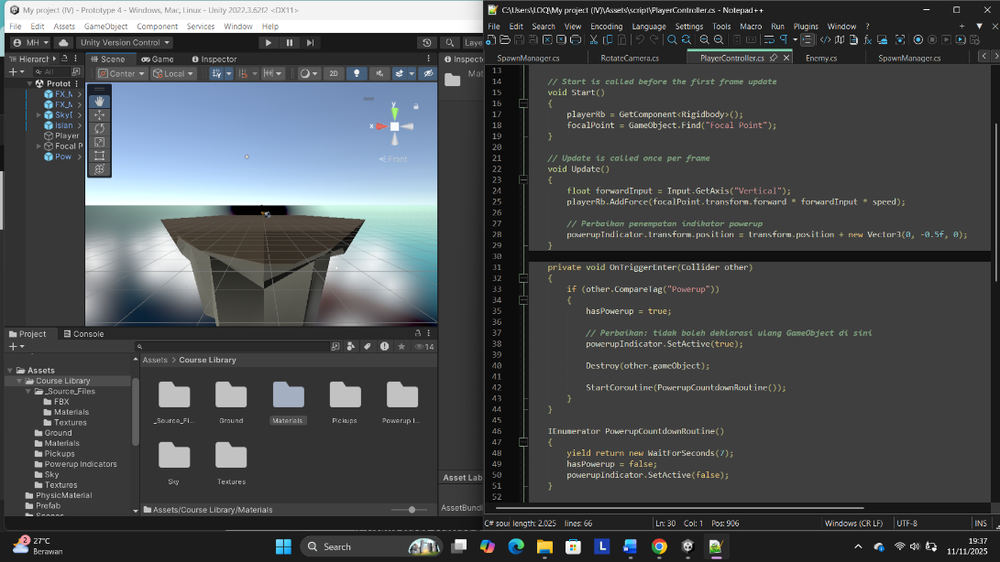 My project (IV) - Prototype 4 - Windows, Mac, Linux - Unity 2022.3.62f2 <DX11>
File Edit Assets GameObject Component Services Window Help
MH Unity Version Control Laye
Hierarch Scene Game Inspector Inspec
All Center Local 2D Mat
Protot
FX_M
FX_M
Sky
Islan
Player
Focal P
Pow
y
x
Front
Project Console
14
Assets
Course Library
_Source_Files
FBX
Materials
Textures
Ground
Materials
Pickups
Powerup Indicators
Sky
Textures
PhysicMaterial
Prefab
Scenes
Assets > Course Library
_Source_Fi... Ground Materials Pickups Powerup I...
Sky Textures
Assets/Course Library/Materials
Asset Lab
AssetBund
C:\Users\LOQ\My project (IV)\Assets\script\PlayerController.cs - Notepad++
File Edit Search View Encoding Language Settings Tools Macro Run Plugins Window ?
SpawnManager.cs RotateCamera.cs PlayerController.cs Enemy.cs SpawnManager.cs
13
14 // Start is called before the first frame update
15 void Start()
16 {
17 playerRb = GetComponent<Rigidbody>();
18 focalPoint = GameObject.Find("Focal Point");
19 }
20
21 // Update is called once per frame
22 void Update()
23 {
24 float forwardInput = Input.GetAxis("Vertical");
25 playerRb.AddForce(focalPoint.transform.forward * forwardInput * speed);
26
27 // Perbaikan penempatan indikator powerup
28 powerupIndicator.transform.position = transform.position + new Vector3(0, -0.5f, 0);
29 }
30
31 private void OnTriggerEnter(Collider other)
32 {
33 if (other.CompareTag("Powerup"))
34 {
35 hasPowerup = true;
36
37 // Perbaikan: tidak boleh deklarasi ulang GameObject di sini
38 powerupIndicator.SetActive(true);
39
40 Destroy(other.gameObject);
41
42 StartCoroutine(PowerupCountdownRoutine());
43 }
44 }
45
46 IEnumerator PowerupCountdownRoutine()
47 {
48 yield return new WaitForSeconds(7);
49 hasPowerup = false;
50 powerupIndicator.SetActive(false);
51 }
52
C# sour length: 2.025 lines: 66 Ln: 30 Col: 1 Pos: 906 Windows (CR LF) UTF-8 INS
27°C
Berawan
Search
19:37
11/11/2025